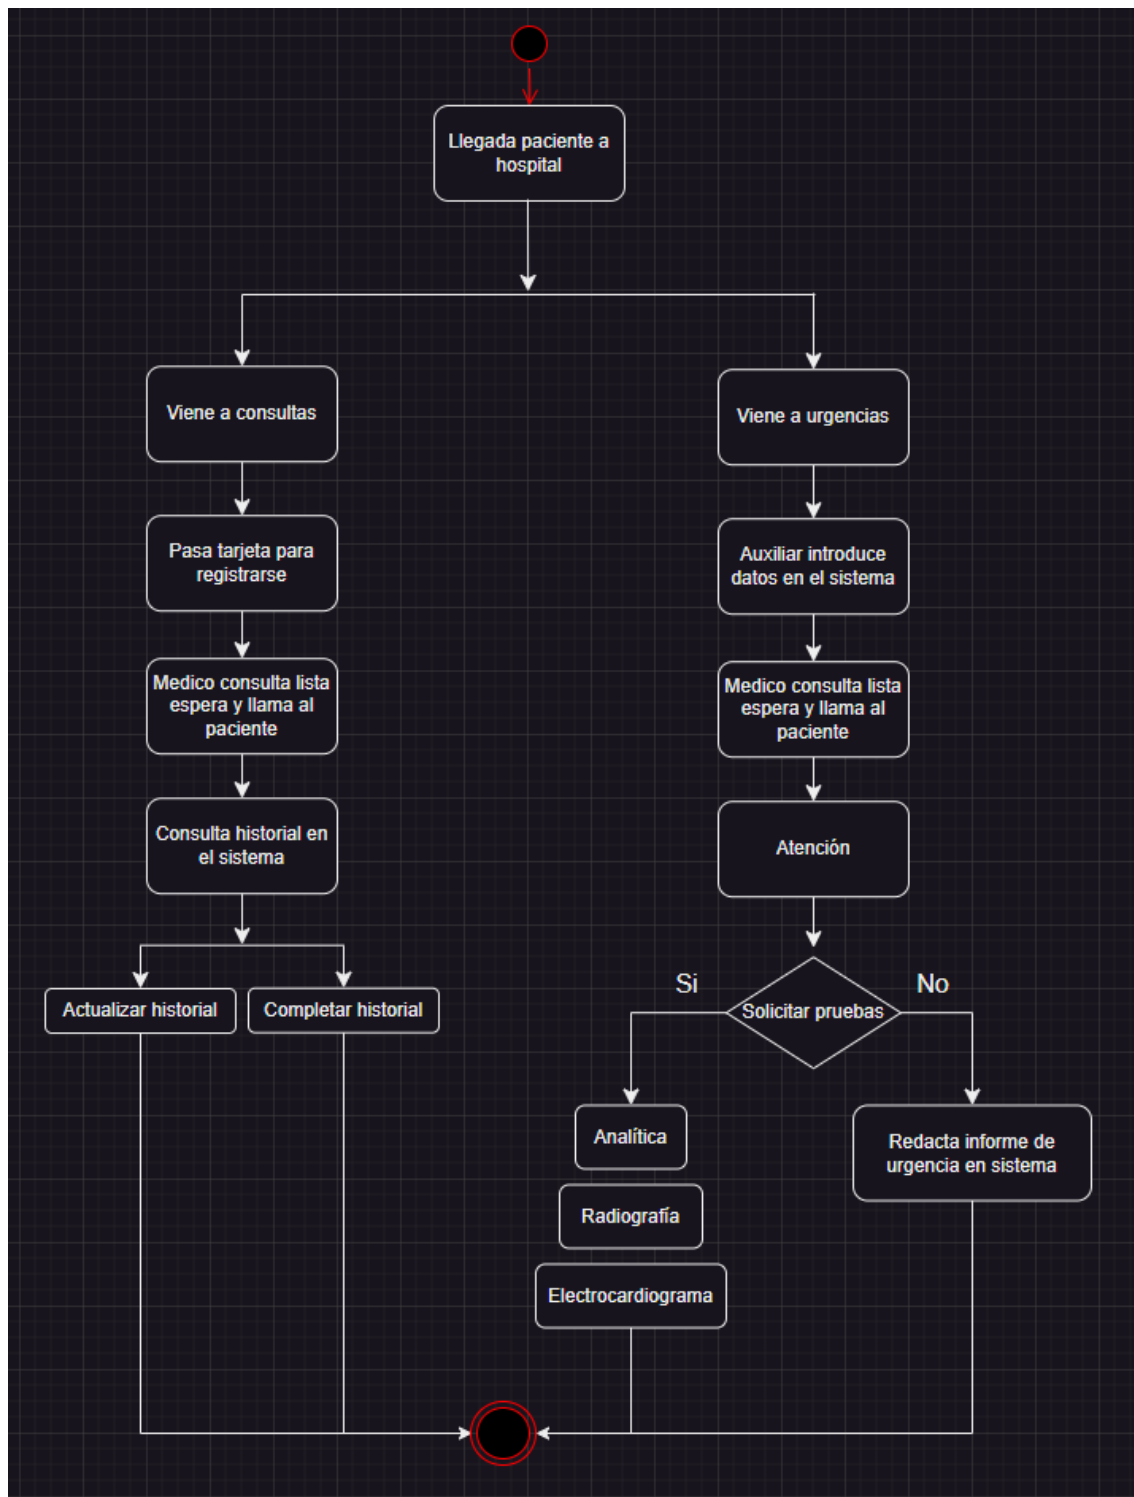 Llegada paciente a
hospital
Viene a consultas
Viene a urgencias
Pasa tarjeta para
registrarse
Auxiliar introduce
datos en el sistema
Medico consulta lista
espera y llama al
paciente
Medico consulta lista
espera y llama al
paciente
Consulta historial en
el sistema
Atención
Si
No
Solicitar pruebas
Actualizar historial
Completar historial
Analítica
Redacta informe de
urgencia en sistema
Radiografía
Electrocardiograma